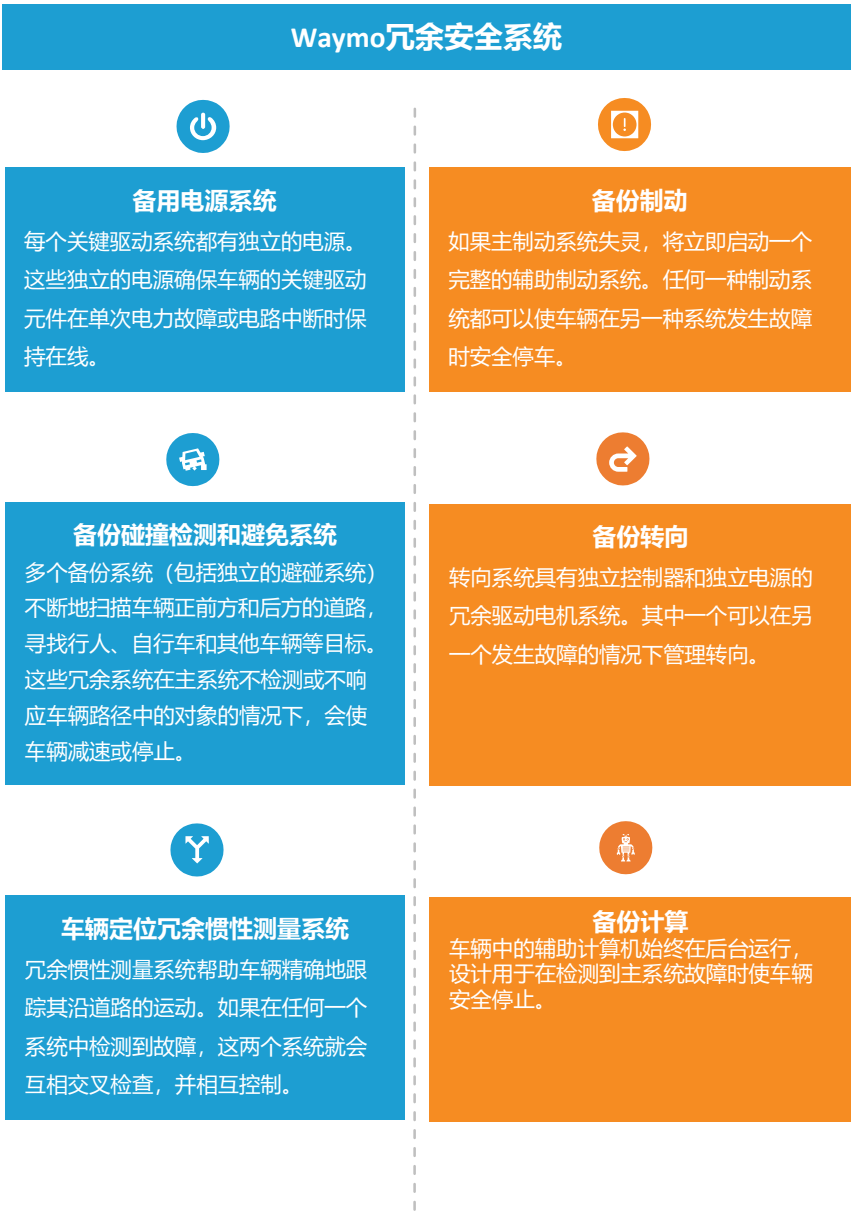 Waymo冗余安全系统
备用电源系统
每个关键驱动系统都有独立的电源。
这些独立的电源确保车辆的关键驱动
元件在单次电力故障或电路中断时保
持在线。
备份制动
如果主制动系统失灵，将立即启动一个
完整的辅助制动系统。任何一种制动系
统都可以使车辆在另一种系统发生故障
时安全停车。
备份碰撞检测和避免系统
多个备份系统（包括独立的避碰系统）
不断地扫描车辆正前方和后方的道路，
寻找行人、自行车和其他车辆等目标。
这些冗余系统在主系统不检测或不响
应车辆路径中的对象的情况下，会使
车辆减速或停止。
备份转向
转向系统具有独立控制器和独立电源的
冗余驱动电机系统。其中一个可以在另
一个发生故障的情况下管理转向。
车辆定位冗余惯性测量系统
冗余惯性测量系统帮助车辆精确地跟
踪其沿道路的运动。如果在任何一个
系统中检测到故障，这两个系统就会
互相交叉检查，并相互控制。
备份计算
车辆中的辅助计算机始终在后台运行，
设计用于在检测到主系统故障时使车辆
安全停止。